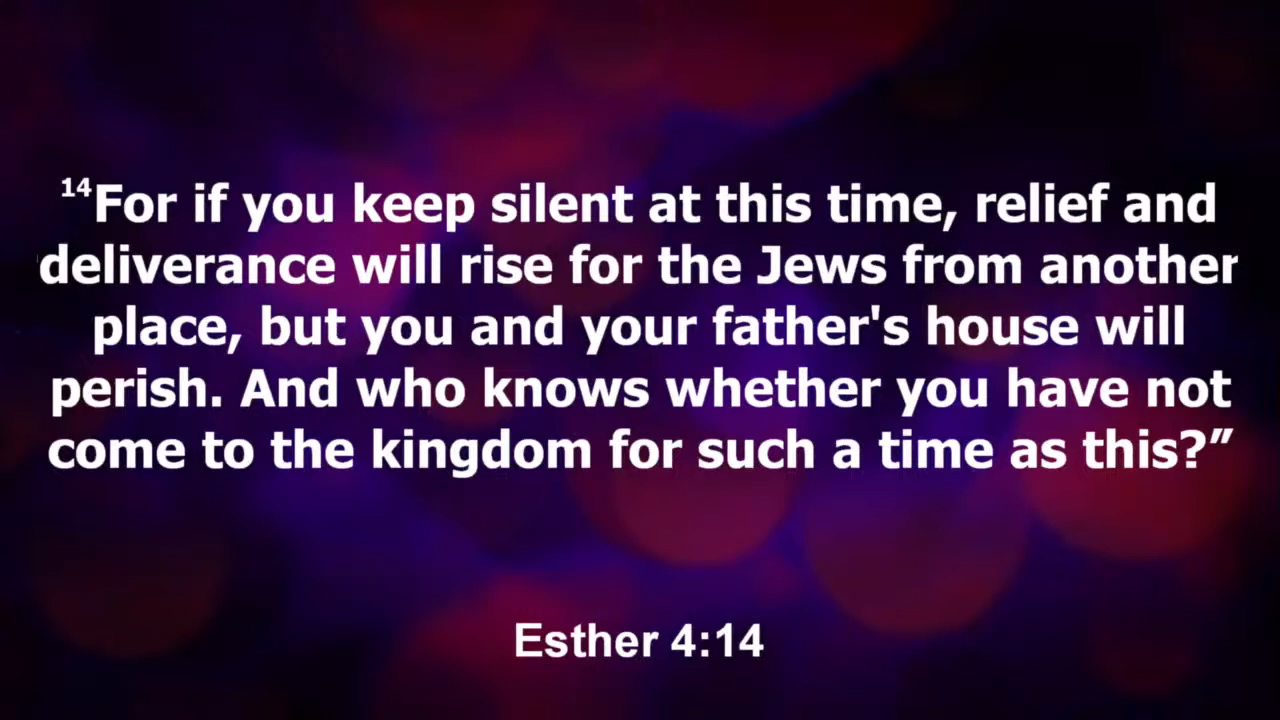 14For if you keep silent at this time, relief and
deliverance will rise for the Jews from another
place, but you and your father's house will
perish. And who knows whether you have not
come to the kingdom for such a time as this?”
Esther 4:14